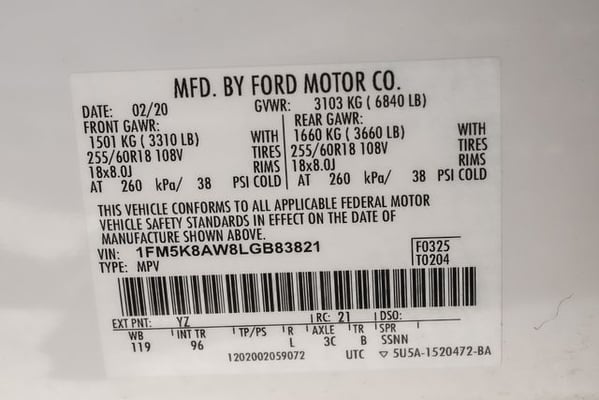 MFD. BY FORD MOTOR CO.
DATE: 02/20 GVWR: 3103 KG ( 6840 LB)
FRONT GAWR: REAR GAWR:
1501 KG ( 3310 LB) WITH 1660 KG ( 3660 LB) WITH
255/60R18 108V TIRES 255/60R18 108V TIRES
18x8.0J RIMS 18x8.0J RIMS
AT 260 kPa/ 38 PSI COLD AT 260 kPa/ 38 PSI COLD
THIS VEHICLE CONFORMS TO ALL APPLICABLE FEDERAL MOTOR
VEHICLE SAFETY STANDARDS IN EFFECT ON THE DATE OF
MANUFACTURE SHOWN ABOVE.
VIN: 1FM5K8AW8LGB83821 F0325
TYPE: MPV T0204
EXT PNT: YZ RC: 21 DSO:
WB INT TR TP/PS R AXLE TR SPR
119 96 L 3C B SSNN
1202002059072 UTC ▽ 5U5A-1520472-BA